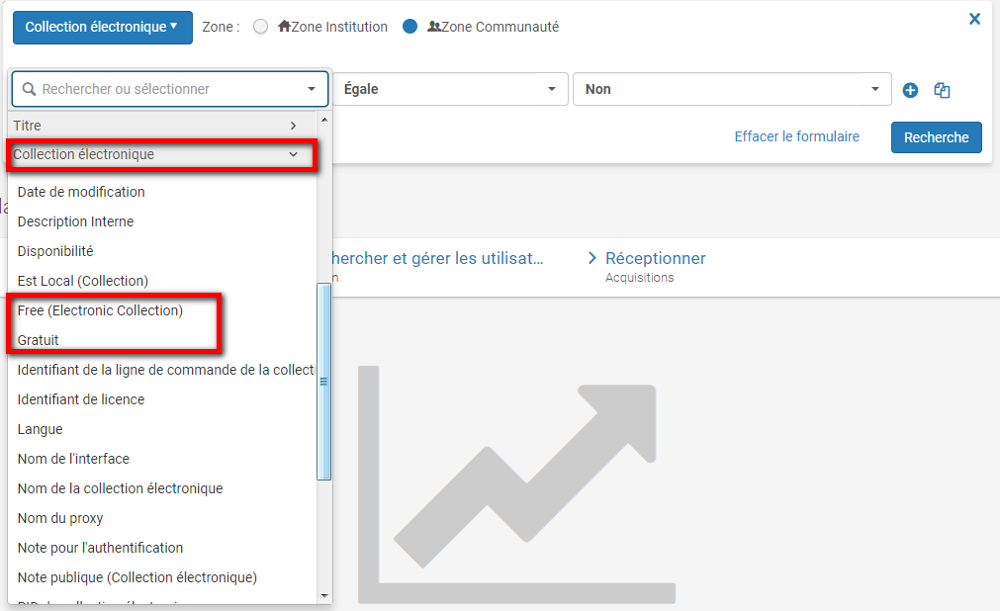 Collection électronique
Zone :
Zone Institution
Zone Communauté
Rechercher ou sélectionner
Égale
Non
Titre
Effacer le formulaire
Recherche
Collection électronique
Date de modification
Description Interne
Disponibilité
hercher et gérer les utilisat...
Réceptionner
Acquisitions
Est Local (Collection)
Free (Electronic Collection)
Gratuit
Identifiant de la ligne de commande de la collecti
Identifiant de licence
Langue
Nom de l'interface
Nom de la collection électronique
Nom du proxy
Note pour l'authentification
Note publique (Collection électronique)